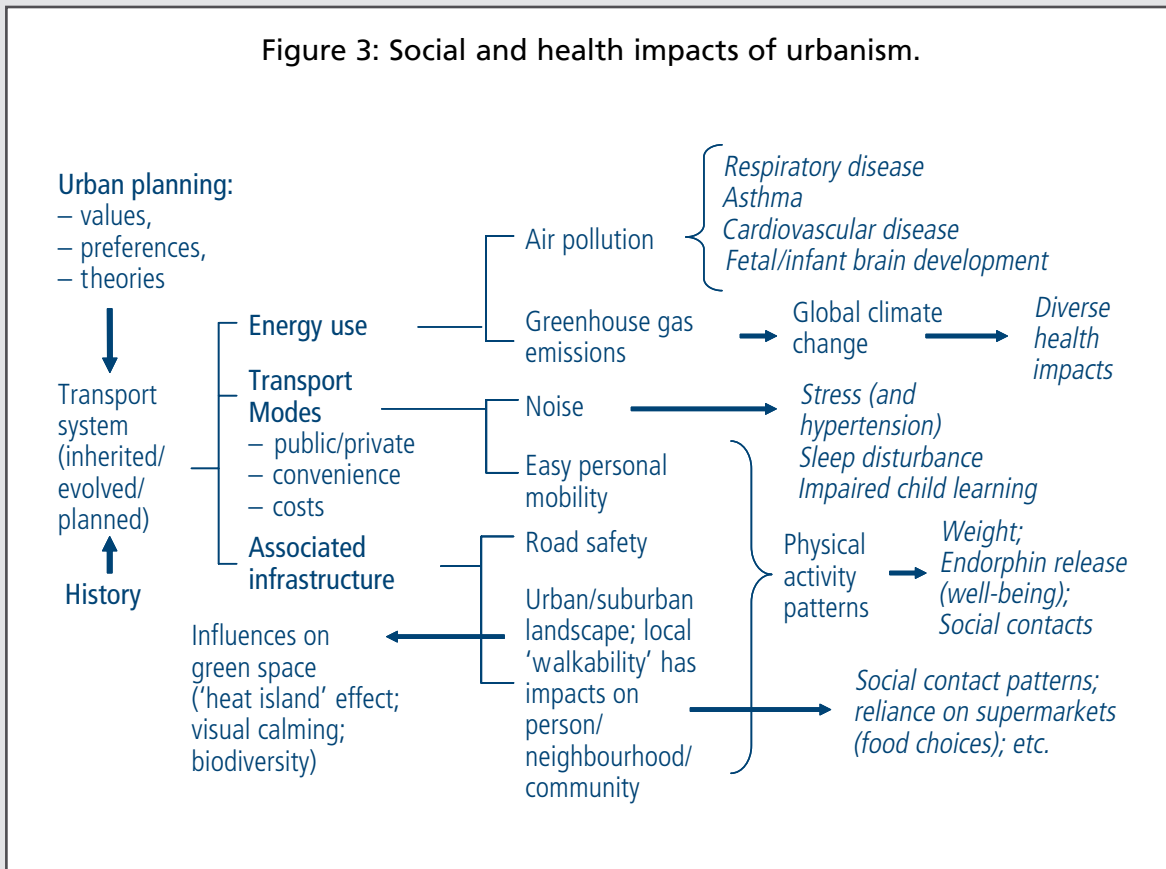 Figure 3: Social and health impacts of urbanism.
Urban planning:
– values,
– preferences,
– theories
Transport
system
(inherited/
evolved/
planned)
History
Energy use
Transport
Modes
– public/private
– convenience
– costs
Associated
infrastructure
Influences on
green space
('heat island' effect;
visual calming;
biodiversity)
Air pollution
Greenhouse gas
emissions
Noise
Easy personal
mobility
Road safety
Urban/suburban
landscape; local
'walkability' has
impacts on
person/
neighbourhood/
community
Respiratory disease
Asthma
Cardiovascular disease
Fetal/infant brain development
Global climate
change
Diverse
health
impacts
Stress (and
hypertension)
Sleep disturbance
Impaired child learning
Physical
activity
patterns
Weight;
Endorphin release
(well-being);
Social contacts
Social contact patterns;
reliance on supermarkets
(food choices); etc.